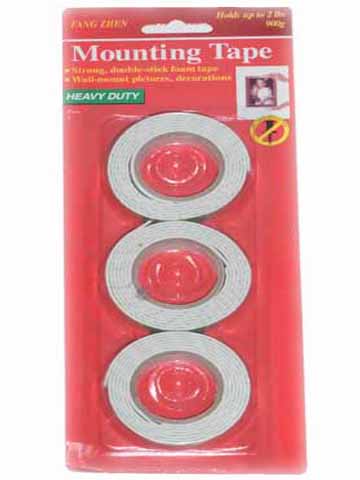 FANG ZHEN
Holds up to 2 lbs
900g
Mounting Tape
• Strong, double-stick foam tape
• Wall-mount pictures, decorations
HEAVY DUTY